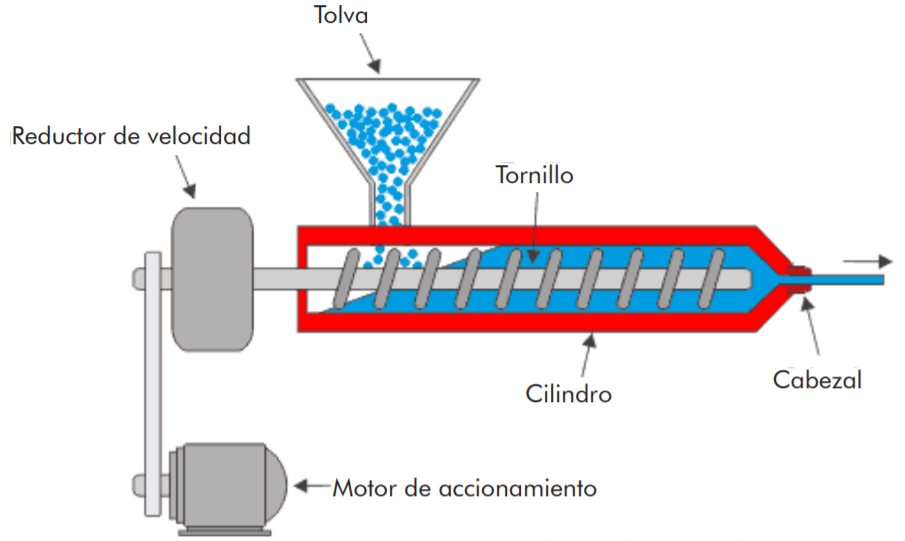 Tolva
Reductor de velocidad
Tornillo
Cilindro
Cabezal
Motor de accionamiento